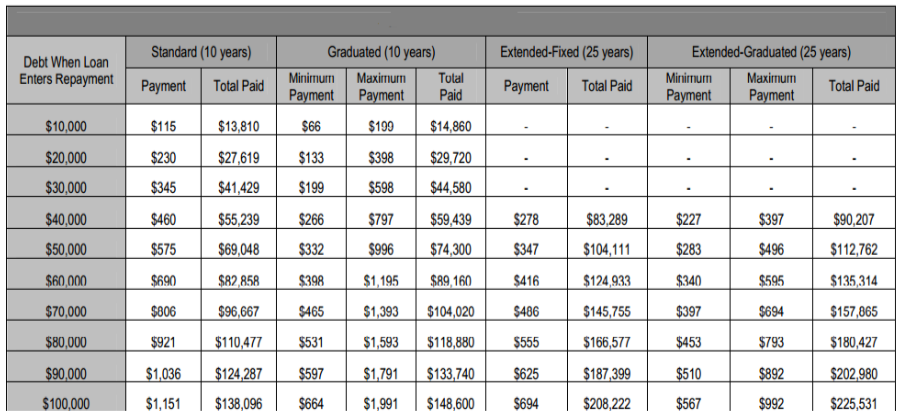 Debt When Loan Enters Repayment | Standard (10 years) | Graduated (10 years) | Extended-Fixed (25 years) | Extended-Graduated (25 years)
Payment | Total Paid | Minimum Payment | Maximum Payment | Total Paid | Payment | Total Paid | Minimum Payment | Maximum Payment | Total Paid
$10,000 | $115 | $13,810 | $66 | $199 | $14,860 | - | - | - | - | -
$20,000 | $230 | $27,619 | $133 | $398 | $29,720 | - | - | - | - | -
$30,000 | $345 | $41,429 | $199 | $598 | $44,580 | - | - | - | - | -
$40,000 | $460 | $55,239 | $266 | $797 | $59,439 | $278 | $83,289 | $227 | $397 | $90,207
$50,000 | $575 | $69,048 | $332 | $996 | $74,300 | $347 | $104,111 | $283 | $496 | $112,762
$60,000 | $690 | $82,858 | $398 | $1,195 | $89,160 | $416 | $124,933 | $340 | $595 | $135,314
$70,000 | $806 | $96,667 | $465 | $1,393 | $104,020 | $486 | $145,755 | $397 | $694 | $157,865
$80,000 | $921 | $110,477 | $531 | $1,593 | $118,880 | $555 | $166,577 | $453 | $793 | $180,427
$90,000 | $1,036 | $124,287 | $597 | $1,791 | $133,740 | $625 | $187,399 | $510 | $892 | $202,980
$100,000 | $1,151 | $138,096 | $664 | $1,991 | $148,600 | $694 | $208,222 | $567 | $992 | $225,531